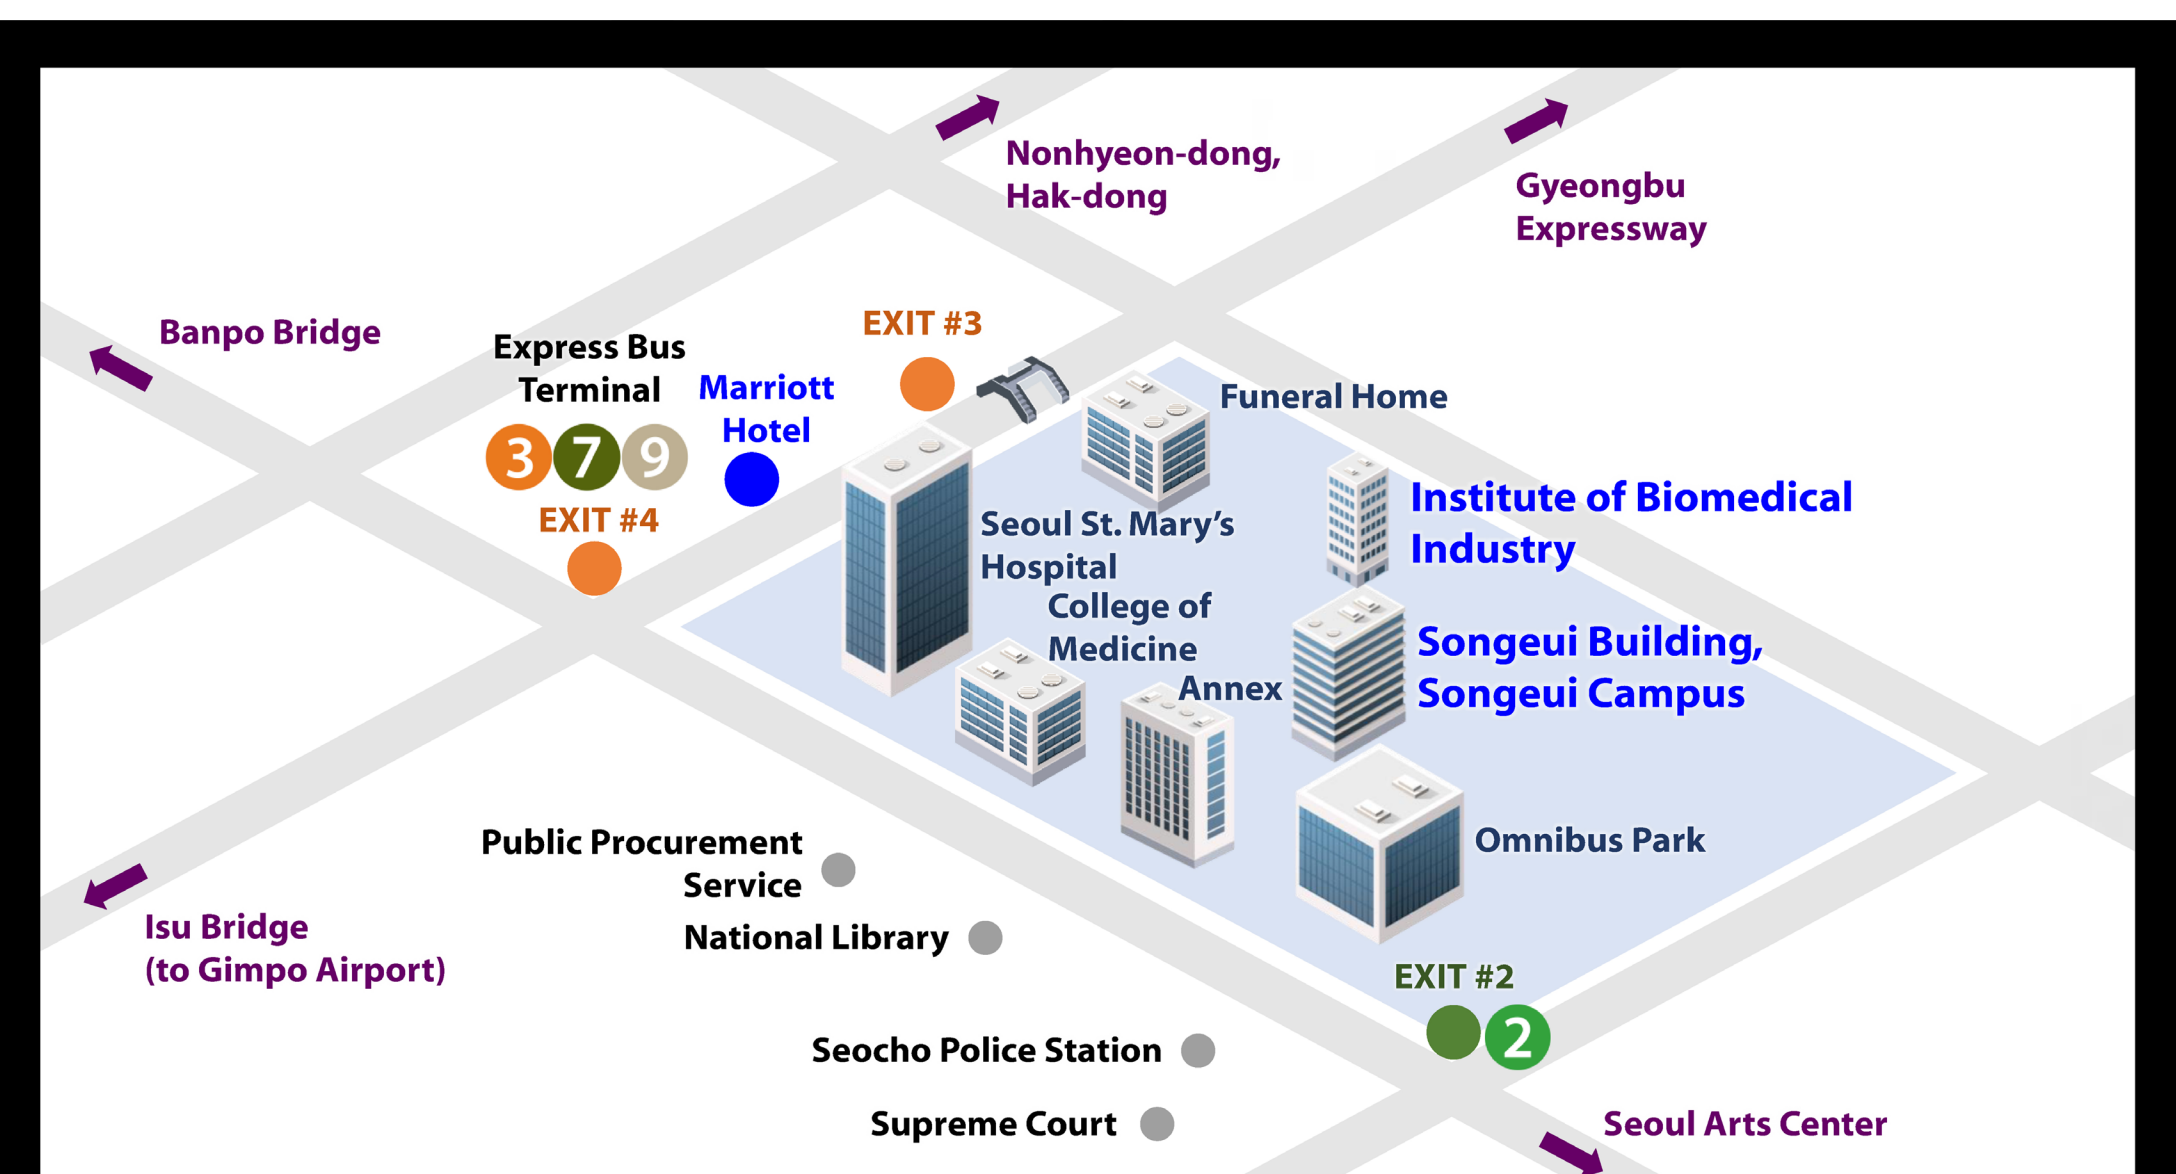 Nonhyeon-dong,
Hak-dong
Gyeongbu
Expressway
Banpo Bridge
Express Bus
Terminal
3 7 9
EXIT #4
Marriott
Hotel
EXIT #3
Funeral Home
Seoul St. Mary’s
Hospital
College of
Medicine
Annex
Institute of Biomedical
Industry
Songeui Building,
Songeui Campus
Omnibus Park
Public Procurement
Service
National Library
Isu Bridge
(to Gimpo Airport)
EXIT #2
2
Seocho Police Station
Supreme Court
Seoul Arts Center